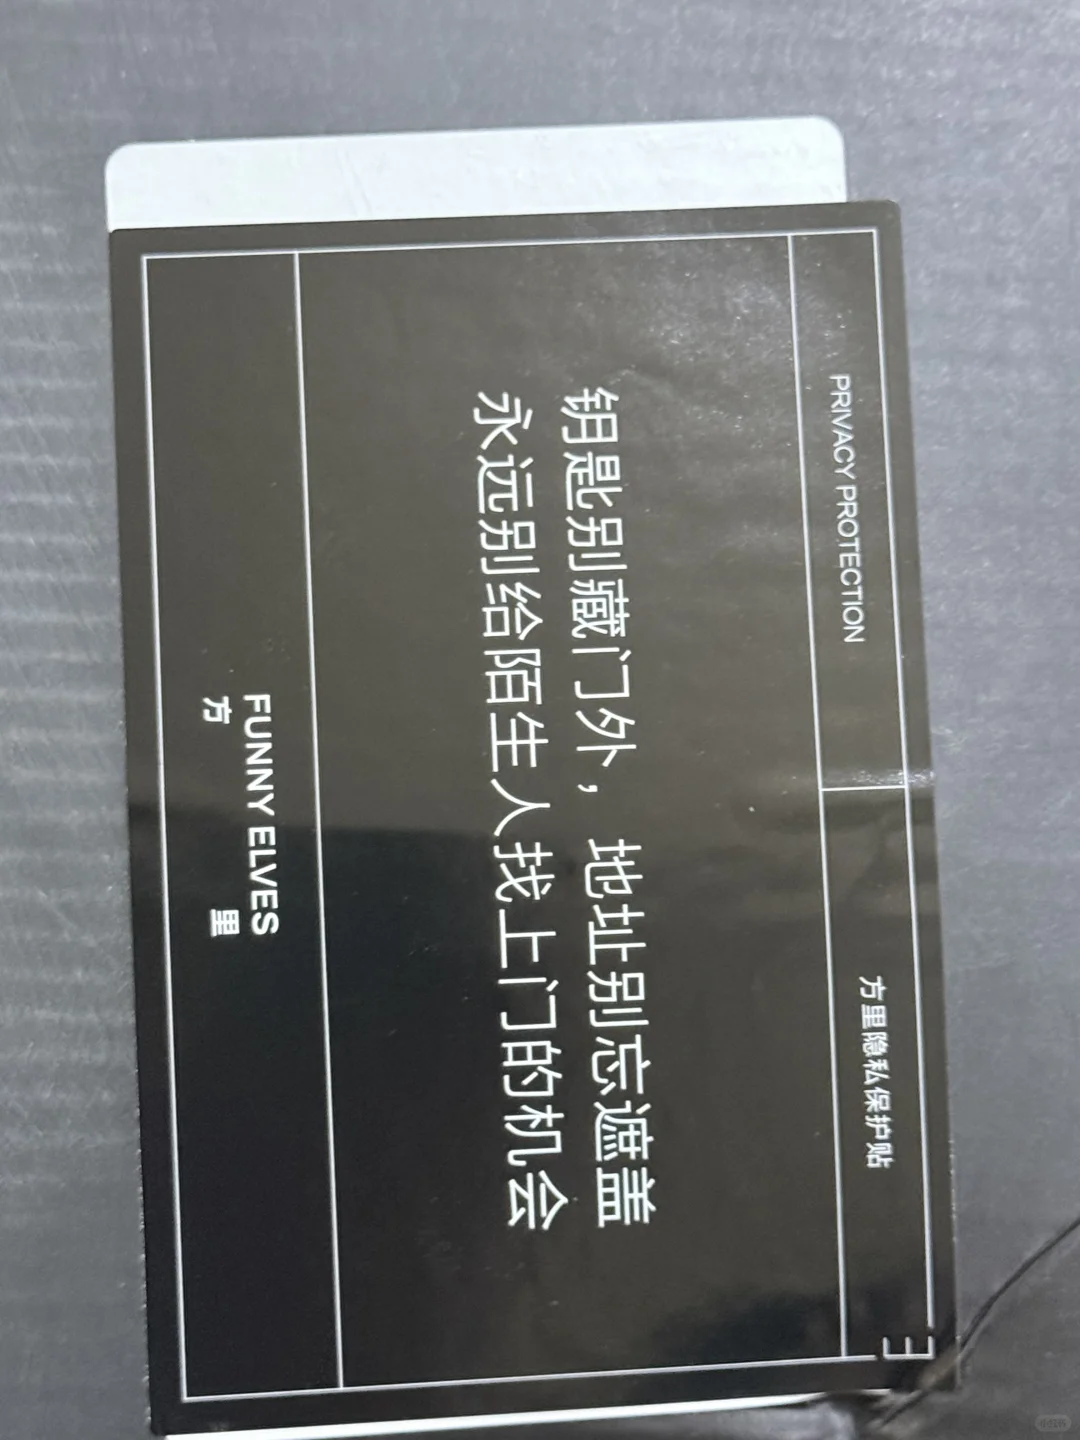 PRIVACY PROTECTION
方里隐私保护贴
钥匙别藏门外，地址别忘遮盖
永远别给陌生人找上门的机会
FUNNY ELVES
方 里